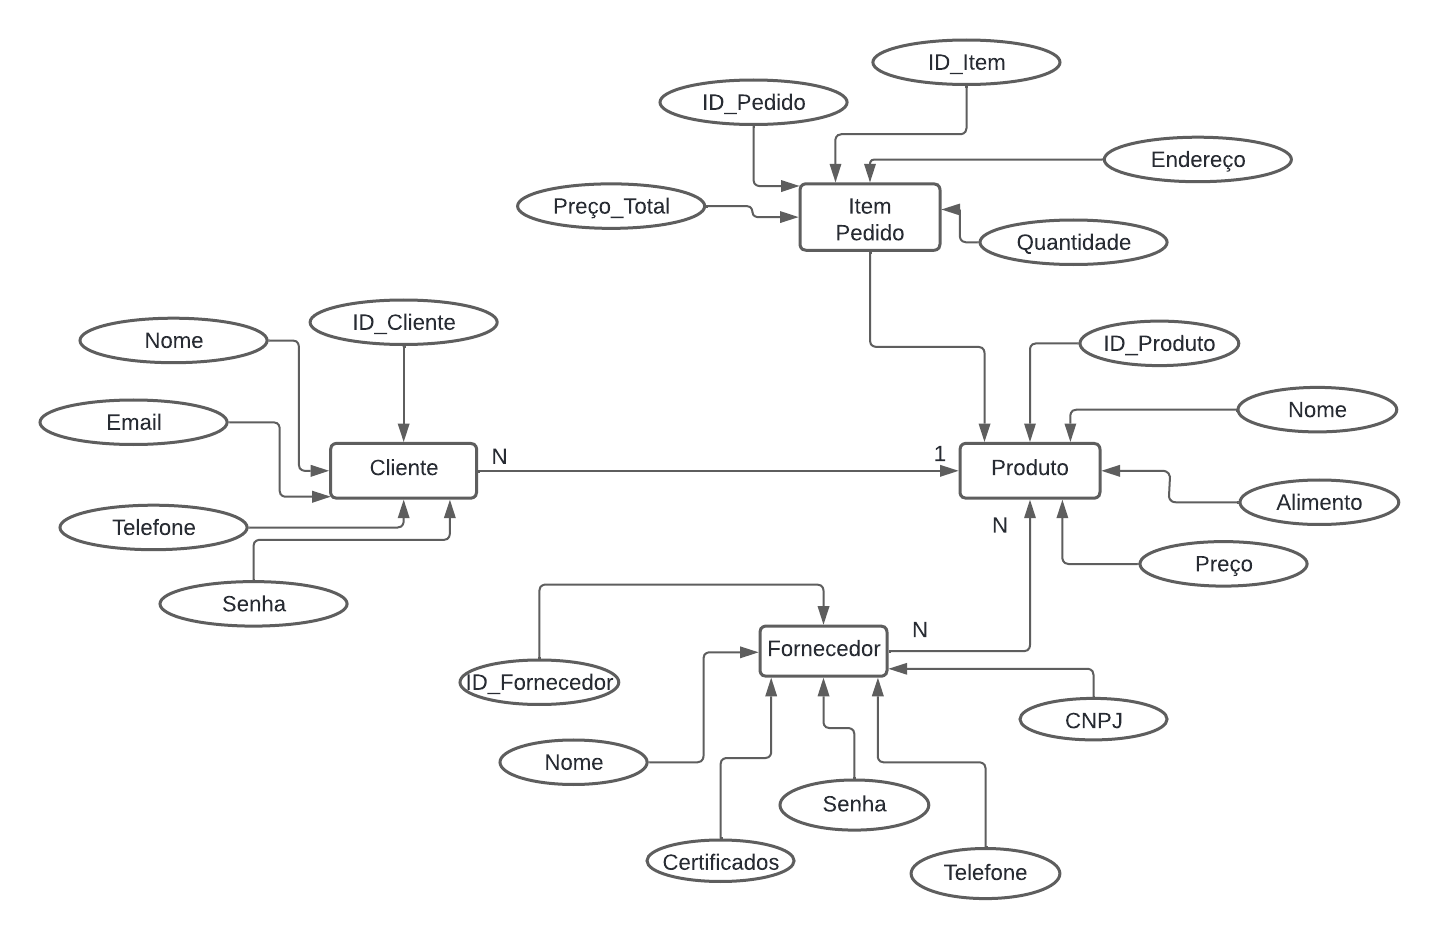 ID_Item
ID_Pedido
Endereço
Preço_Total
Item
Pedido
Quantidade
ID_Cliente
Nome
ID_Produto
Nome
Email
Cliente
N
1
Produto
Alimento
Telefone
N
Preço
Senha
N
Fornecedor
ID_Fornecedor
CNPJ
Nome
Senha
Certificados
Telefone